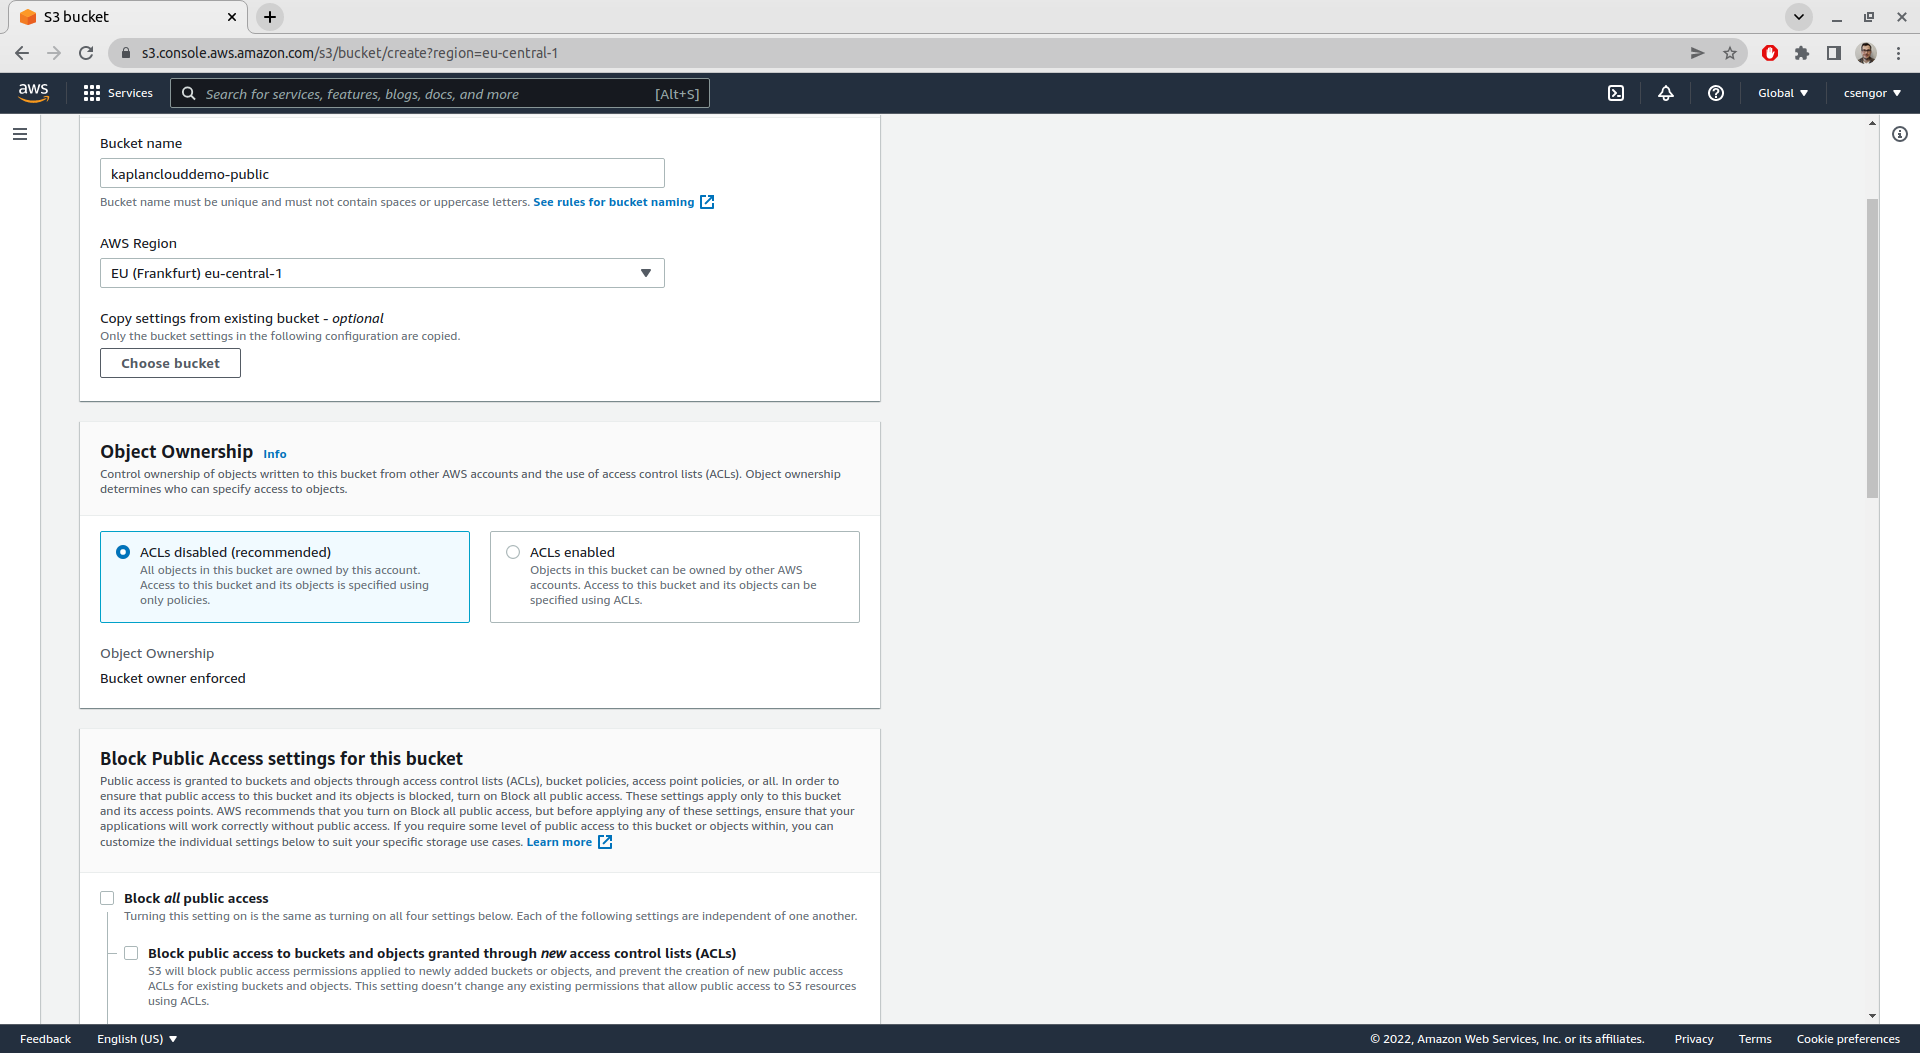 S3 bucket
s3.console.aws.amazon.com/s3/bucket/create?region=eu-central-1
aws
Services
Search for services, features, blogs, docs, and more [Alt+S]
Global
csengor
Bucket name
kaplanclouddemo-public
Bucket name must be unique and must not contain spaces or uppercase letters. See rules for bucket naming
AWS Region
EU (Frankfurt) eu-central-1
Copy settings from existing bucket - optional
Only the bucket settings in the following configuration are copied.
Choose bucket
Object Ownership Info
Control ownership of objects written to this bucket from other AWS accounts and the use of access control lists (ACLs). Object ownership
determines who can specify access to objects.
ACLs disabled (recommended)
All objects in this bucket are owned by this account.
Access to this bucket and its objects is specified using
only policies.
ACLs enabled
Objects in this bucket can be owned by other AWS
accounts. Access to this bucket and its objects can be
specified using ACLs.
Object Ownership
Bucket owner enforced
Block Public Access settings for this bucket
Public access is granted to buckets and objects through access control lists (ACLs), bucket policies, access point policies, or all. In order to
ensure that public access to this bucket and its objects is blocked, turn on Block all public access. These settings apply only to this bucket
and its access points. AWS recommends that you turn on Block all public access, but before applying any of these settings, ensure that your
applications will work correctly without public access. If you require some level of public access to this bucket or objects within, you can
customize the individual settings below to suit your specific storage use cases. Learn more
Block all public access
Turning this setting on is the same as turning on all four settings below. Each of the following settings are independent of one another.
Block public access to buckets and objects granted through new access control lists (ACLs)
S3 will block public access permissions applied to newly added buckets or objects, and prevent the creation of new public access
ACLs for existing buckets and objects. This setting doesn't change any existing permissions that allow public access to S3 resources
using ACLs.
Feedback
English (US)
© 2022, Amazon Web Services, Inc. or its affiliates.
Privacy
Terms
Cookie preferences